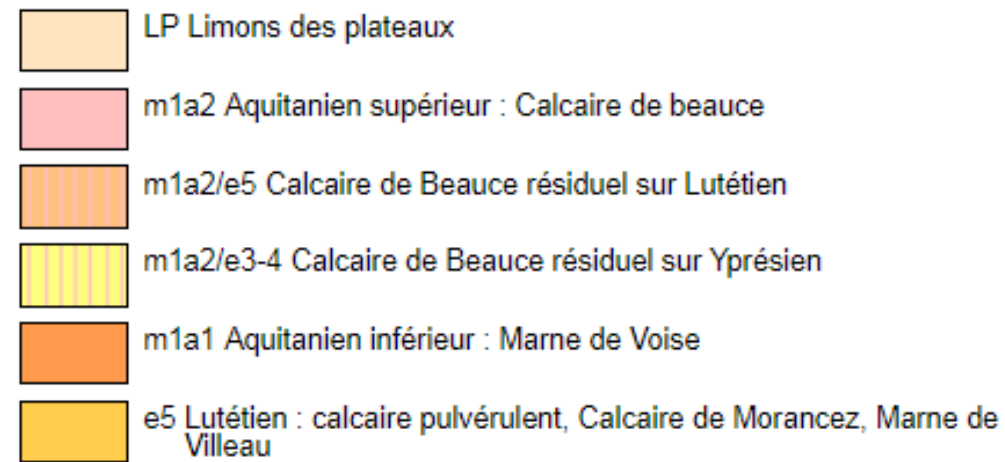 LP Limons des plateaux
m1a2 Aquitanien supérieur : Calcaire de beauce
m1a2/e5 Calcaire de Beauce résiduel sur Lutétien
m1a2/e3-4 Calcaire de Beauce résiduel sur Yprésien
m1a1 Aquitanien inférieur : Marne de Voise
e5 Lutétien : calcaire pulvérulent, Calcaire de Morancez, Marne de
Villeau